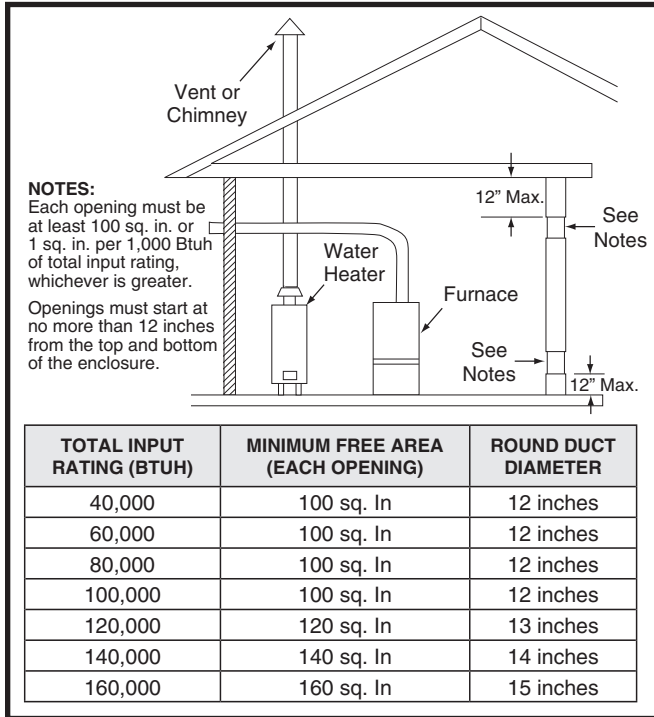 Vent or
Chimney
NOTES:
Each opening must be
at least 100 sq. in. or
1 sq. in. per 1,000 Btuh
of total input rating,
whichever is greater.
Openings must start at
no more than 12 inches
from the top and bottom
of the enclosure.
Water
Heater
Furnace
12” Max.
See
Notes
See
Notes
12” Max.
TOTAL INPUT RATING (BTUH) MINIMUM FREE AREA (EACH OPENING) ROUND DUCT DIAMETER
40,000 100 sq. In 12 inches
60,000 100 sq. In 12 inches
80,000 100 sq. In 12 inches
100,000 100 sq. In 12 inches
120,000 120 sq. In 13 inches
140,000 140 sq. In 14 inches
160,000 160 sq. In 15 inches